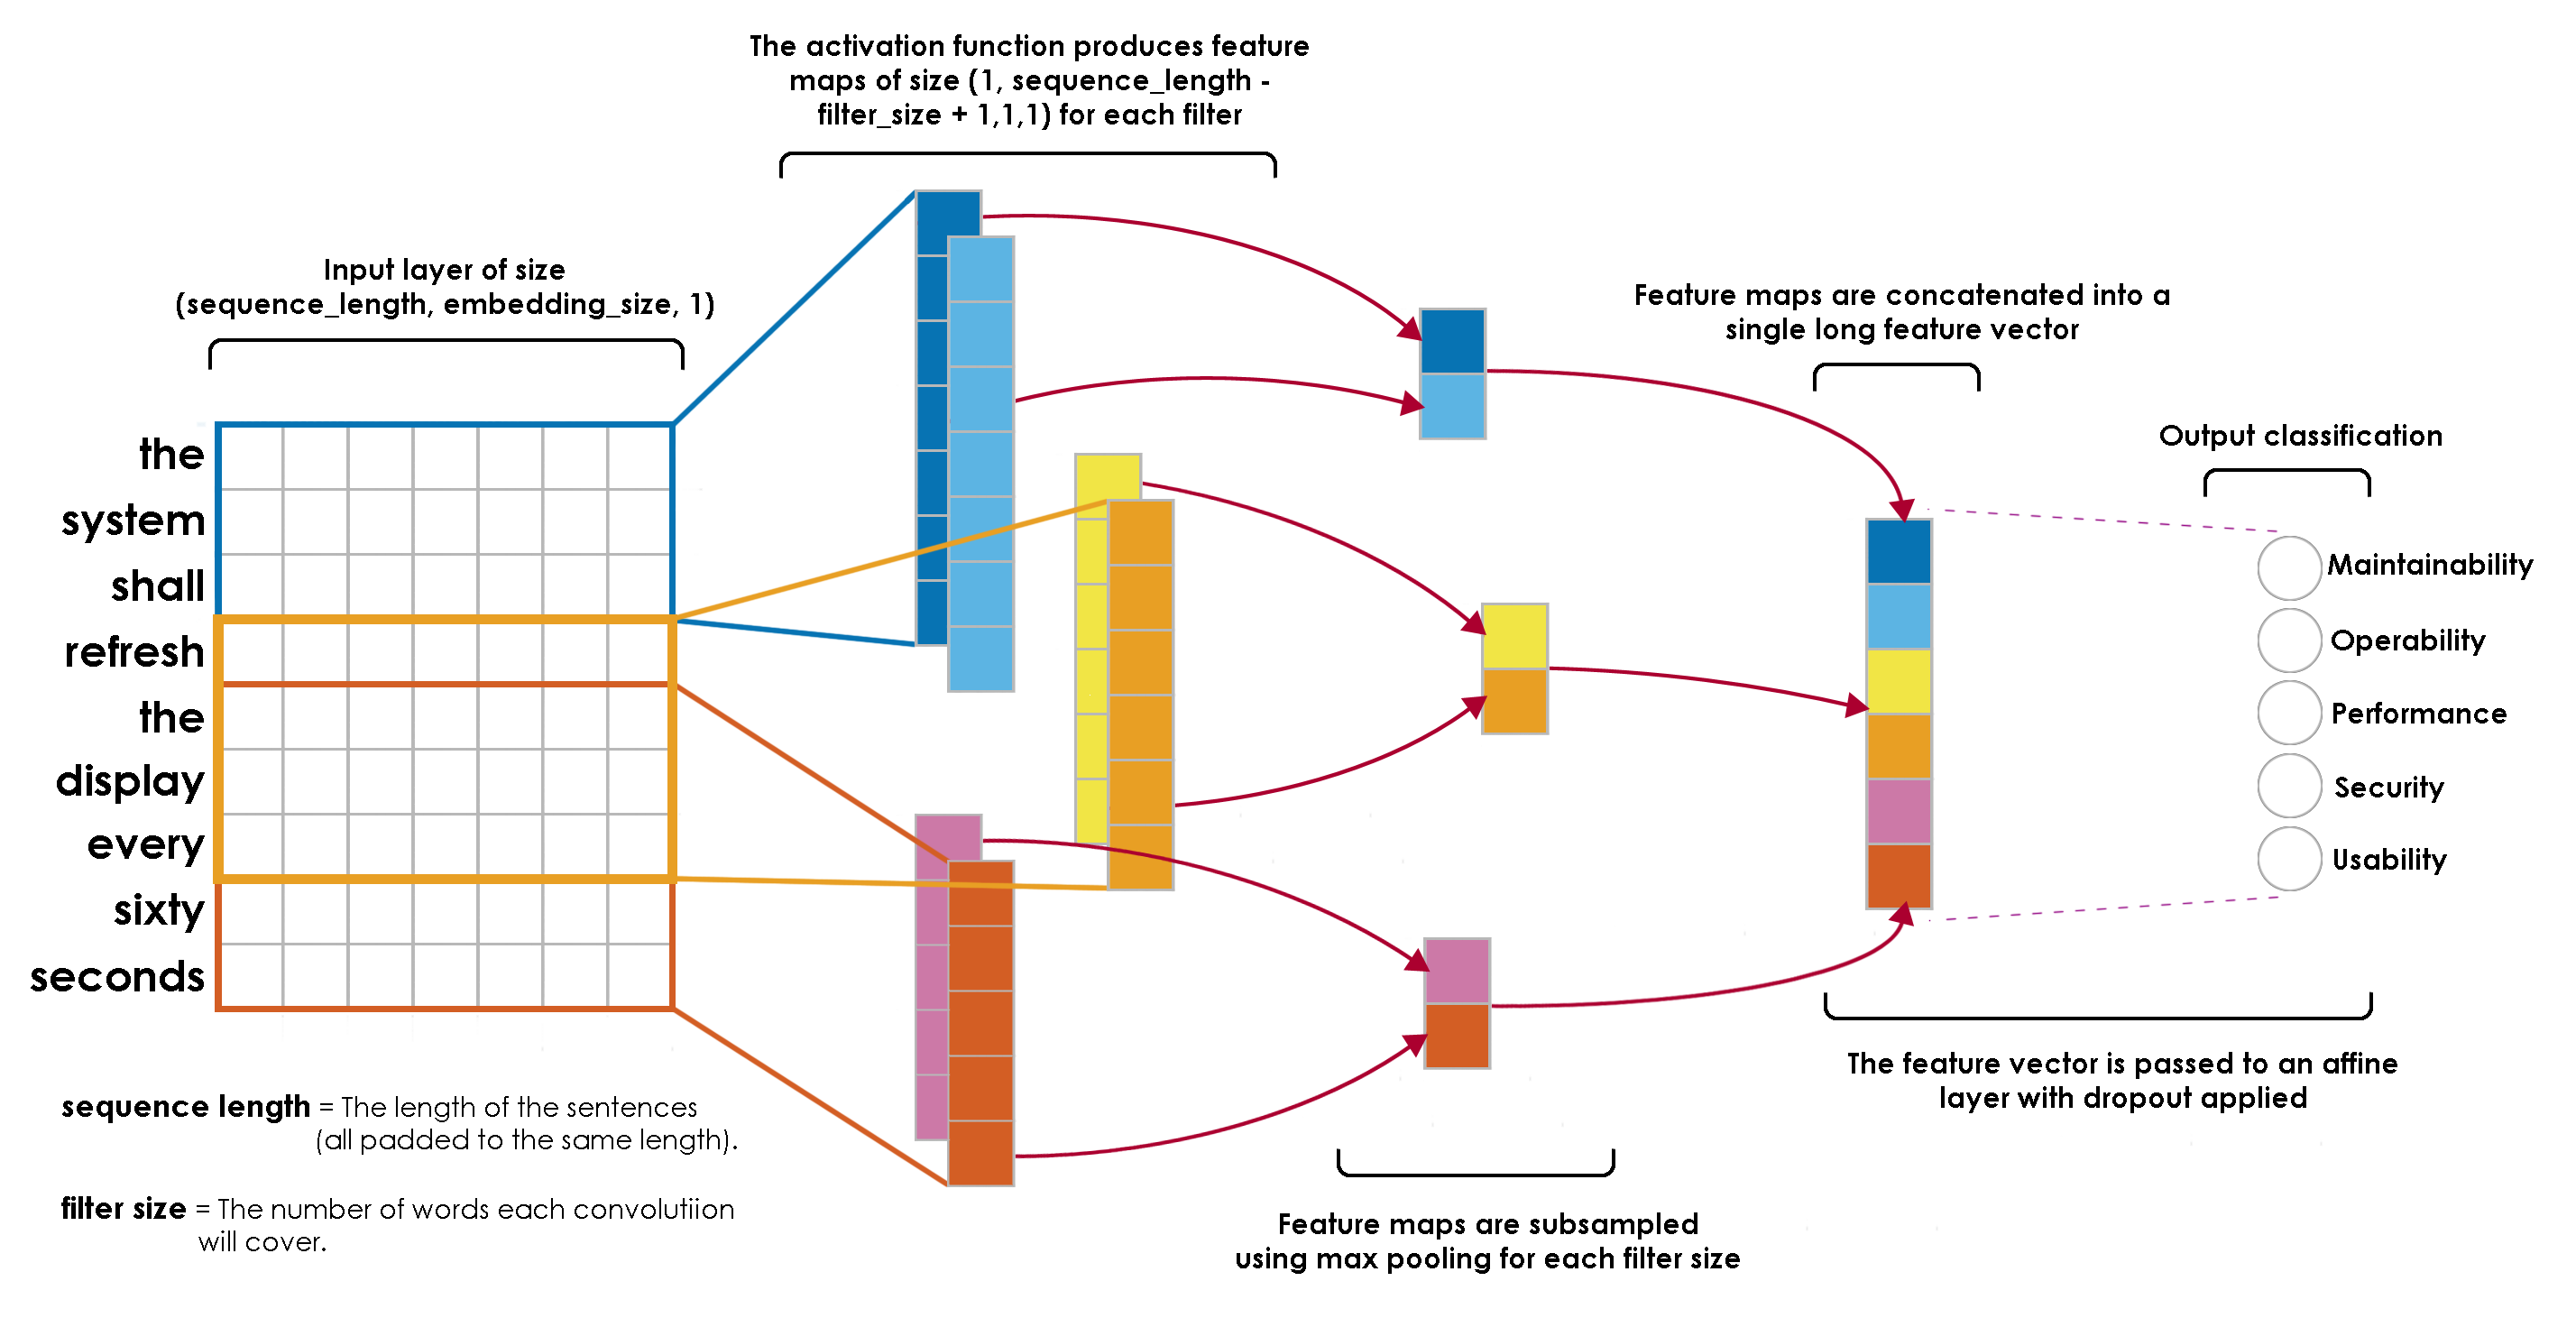 The activation function produces feature
maps of size (1, sequence_length -
filter_size + 1,1,1) for each filter
Input layer of size
(sequence_length, embedding_size, 1)
Feature maps are concatenated into a
single long feature vector
Output classification
the
system
shall
refresh
the
display
every
sixty
seconds
Maintainability
Operability
Performance
Security
Usability
The feature vector is passed to an affine
layer with dropout applied
sequence length = The length of the sentences
(all padded to the same length).
filter size = The number of words each convolutiion
will cover.
Feature maps are subsampled
using max pooling for each filter size